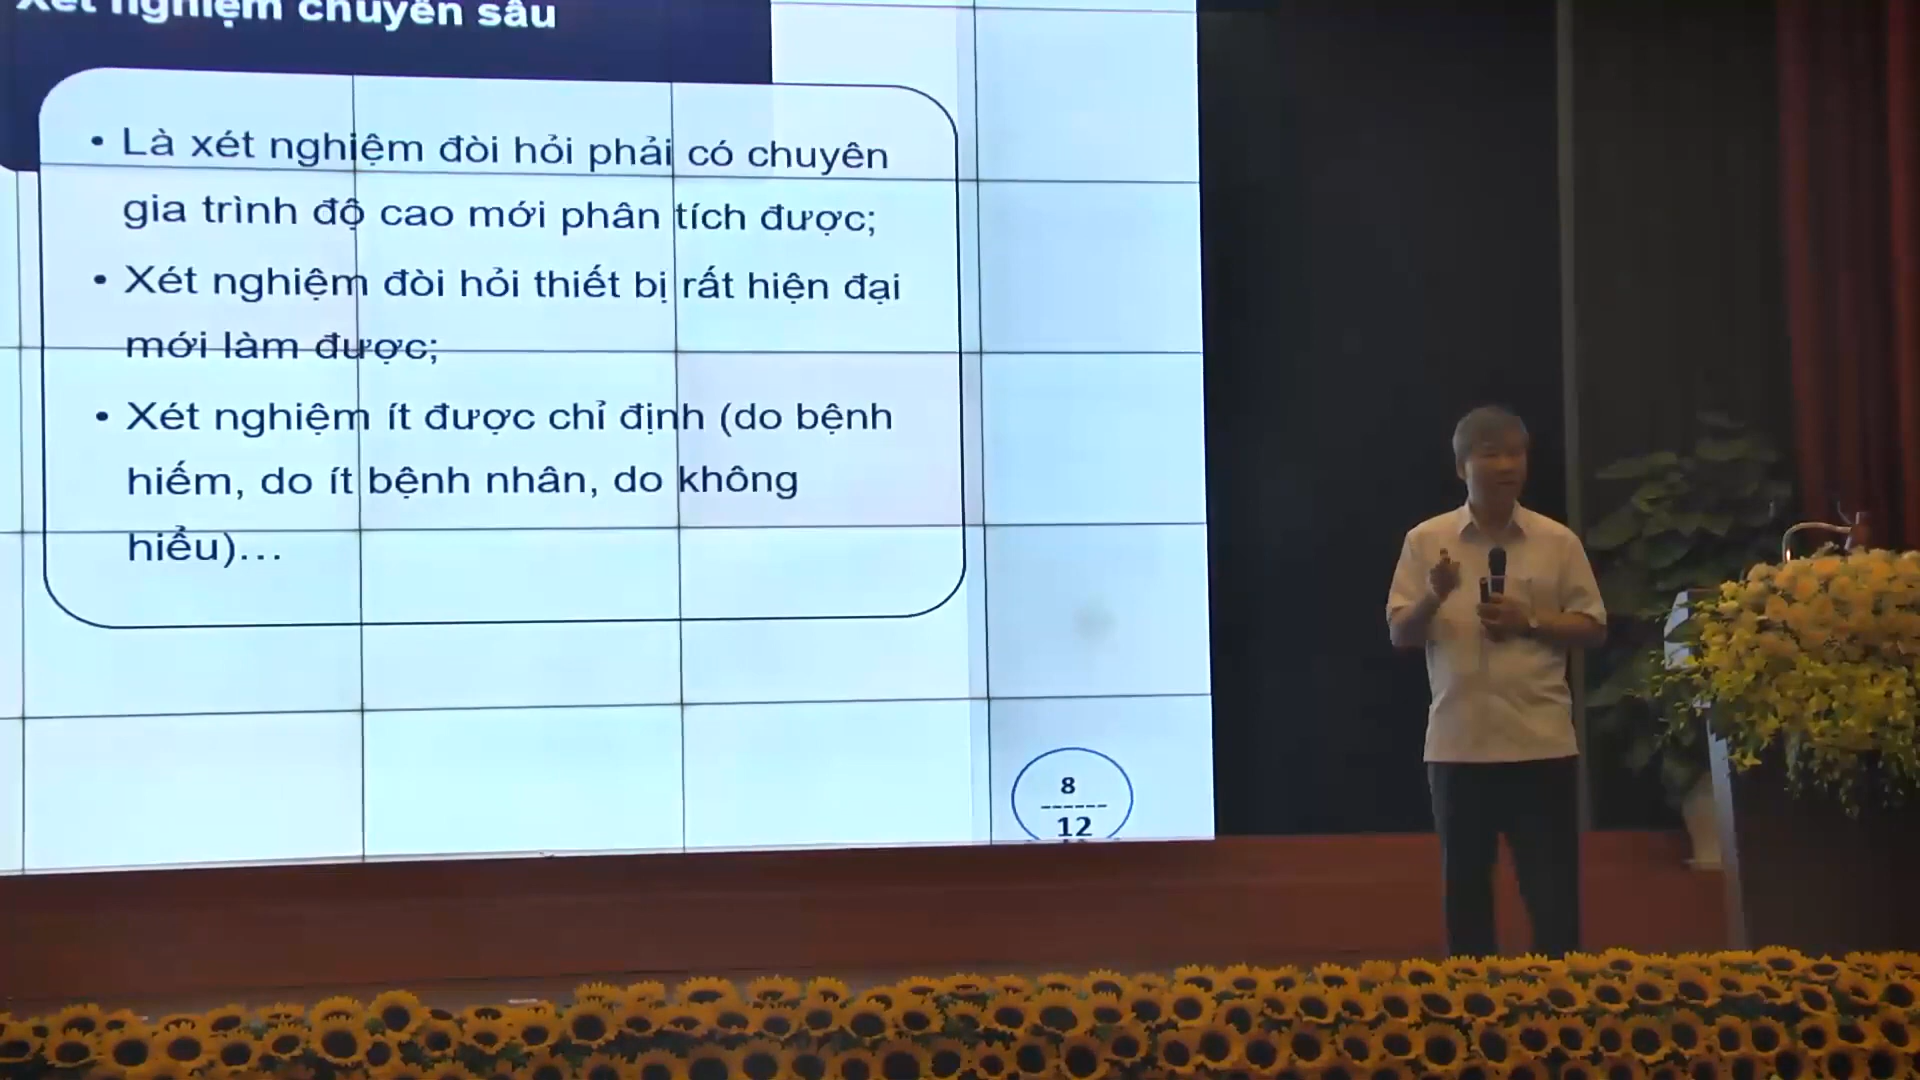 Xét nghiệm chuyên sâu
• Là xét nghiệm đòi hỏi phải có chuyên
gia trình độ cao mới phân tích được;
• Xét nghiệm đòi hỏi thiết bị rất hiện đại
mới làm được;
• Xét nghiệm ít được chỉ định (do bệnh
hiếm, do ít bệnh nhân, do không
hiểu)...
8
------
12